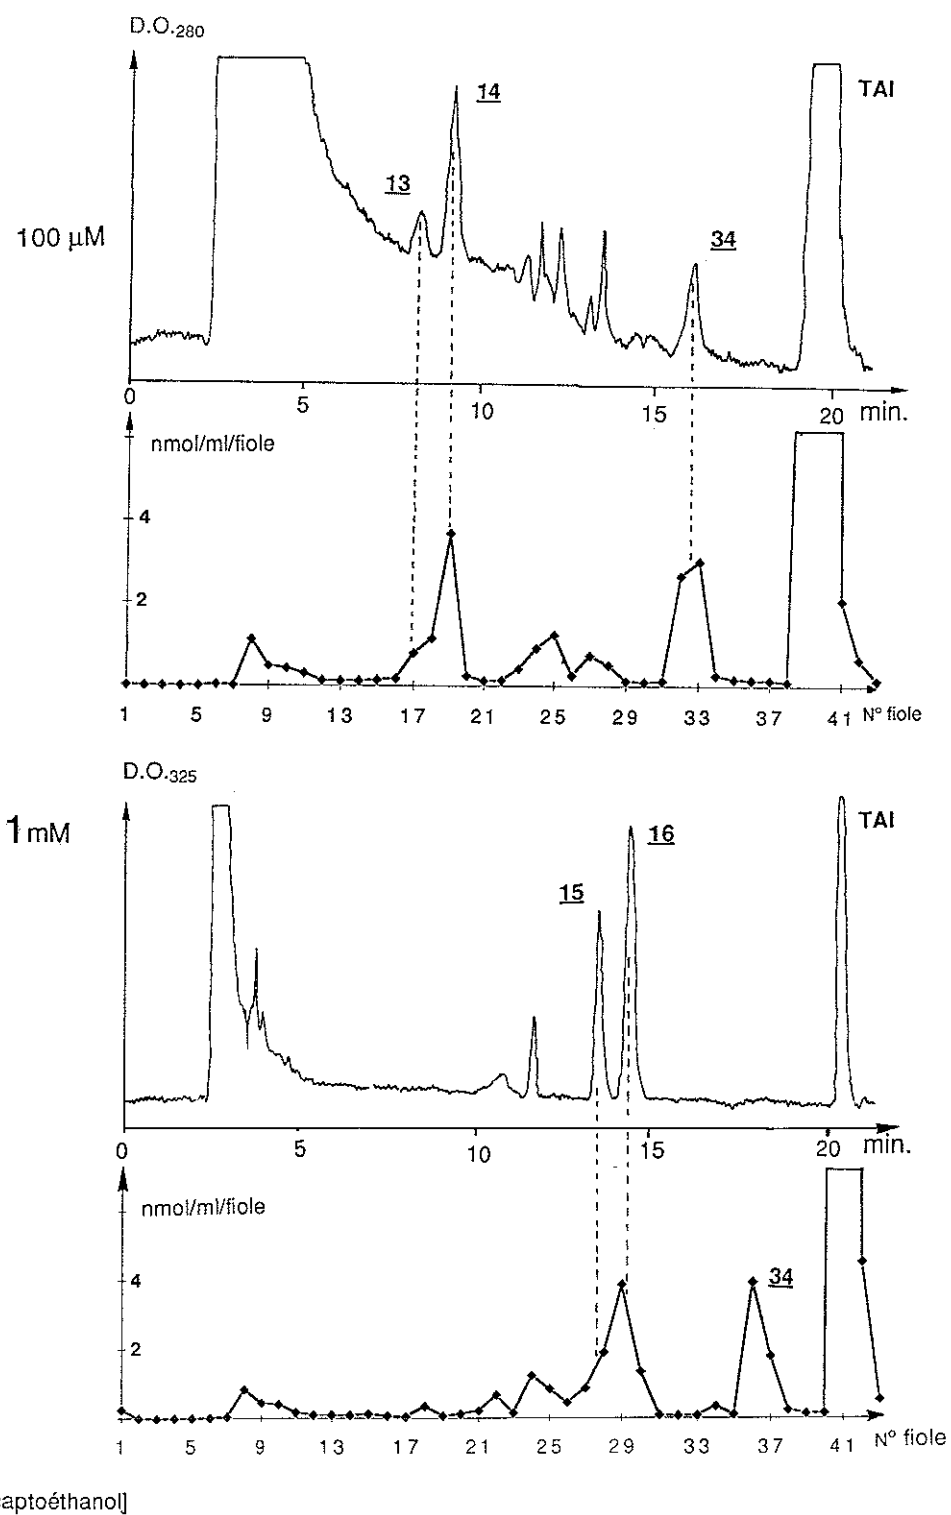 D.O.280
14
TAI
13
100 µM
34
0 5 10 15 20 min.
nmol/ml/fiole
4
2
1 5 9 13 17 21 25 29 33 37 41 N° fiole
D.O.325
1 mM
16
TAI
15
0 5 10 15 20 min.
nmol/ml/fiole
4
34
2
1 5 9 13 17 21 25 29 33 37 41 N° fiole
captoéthanol]